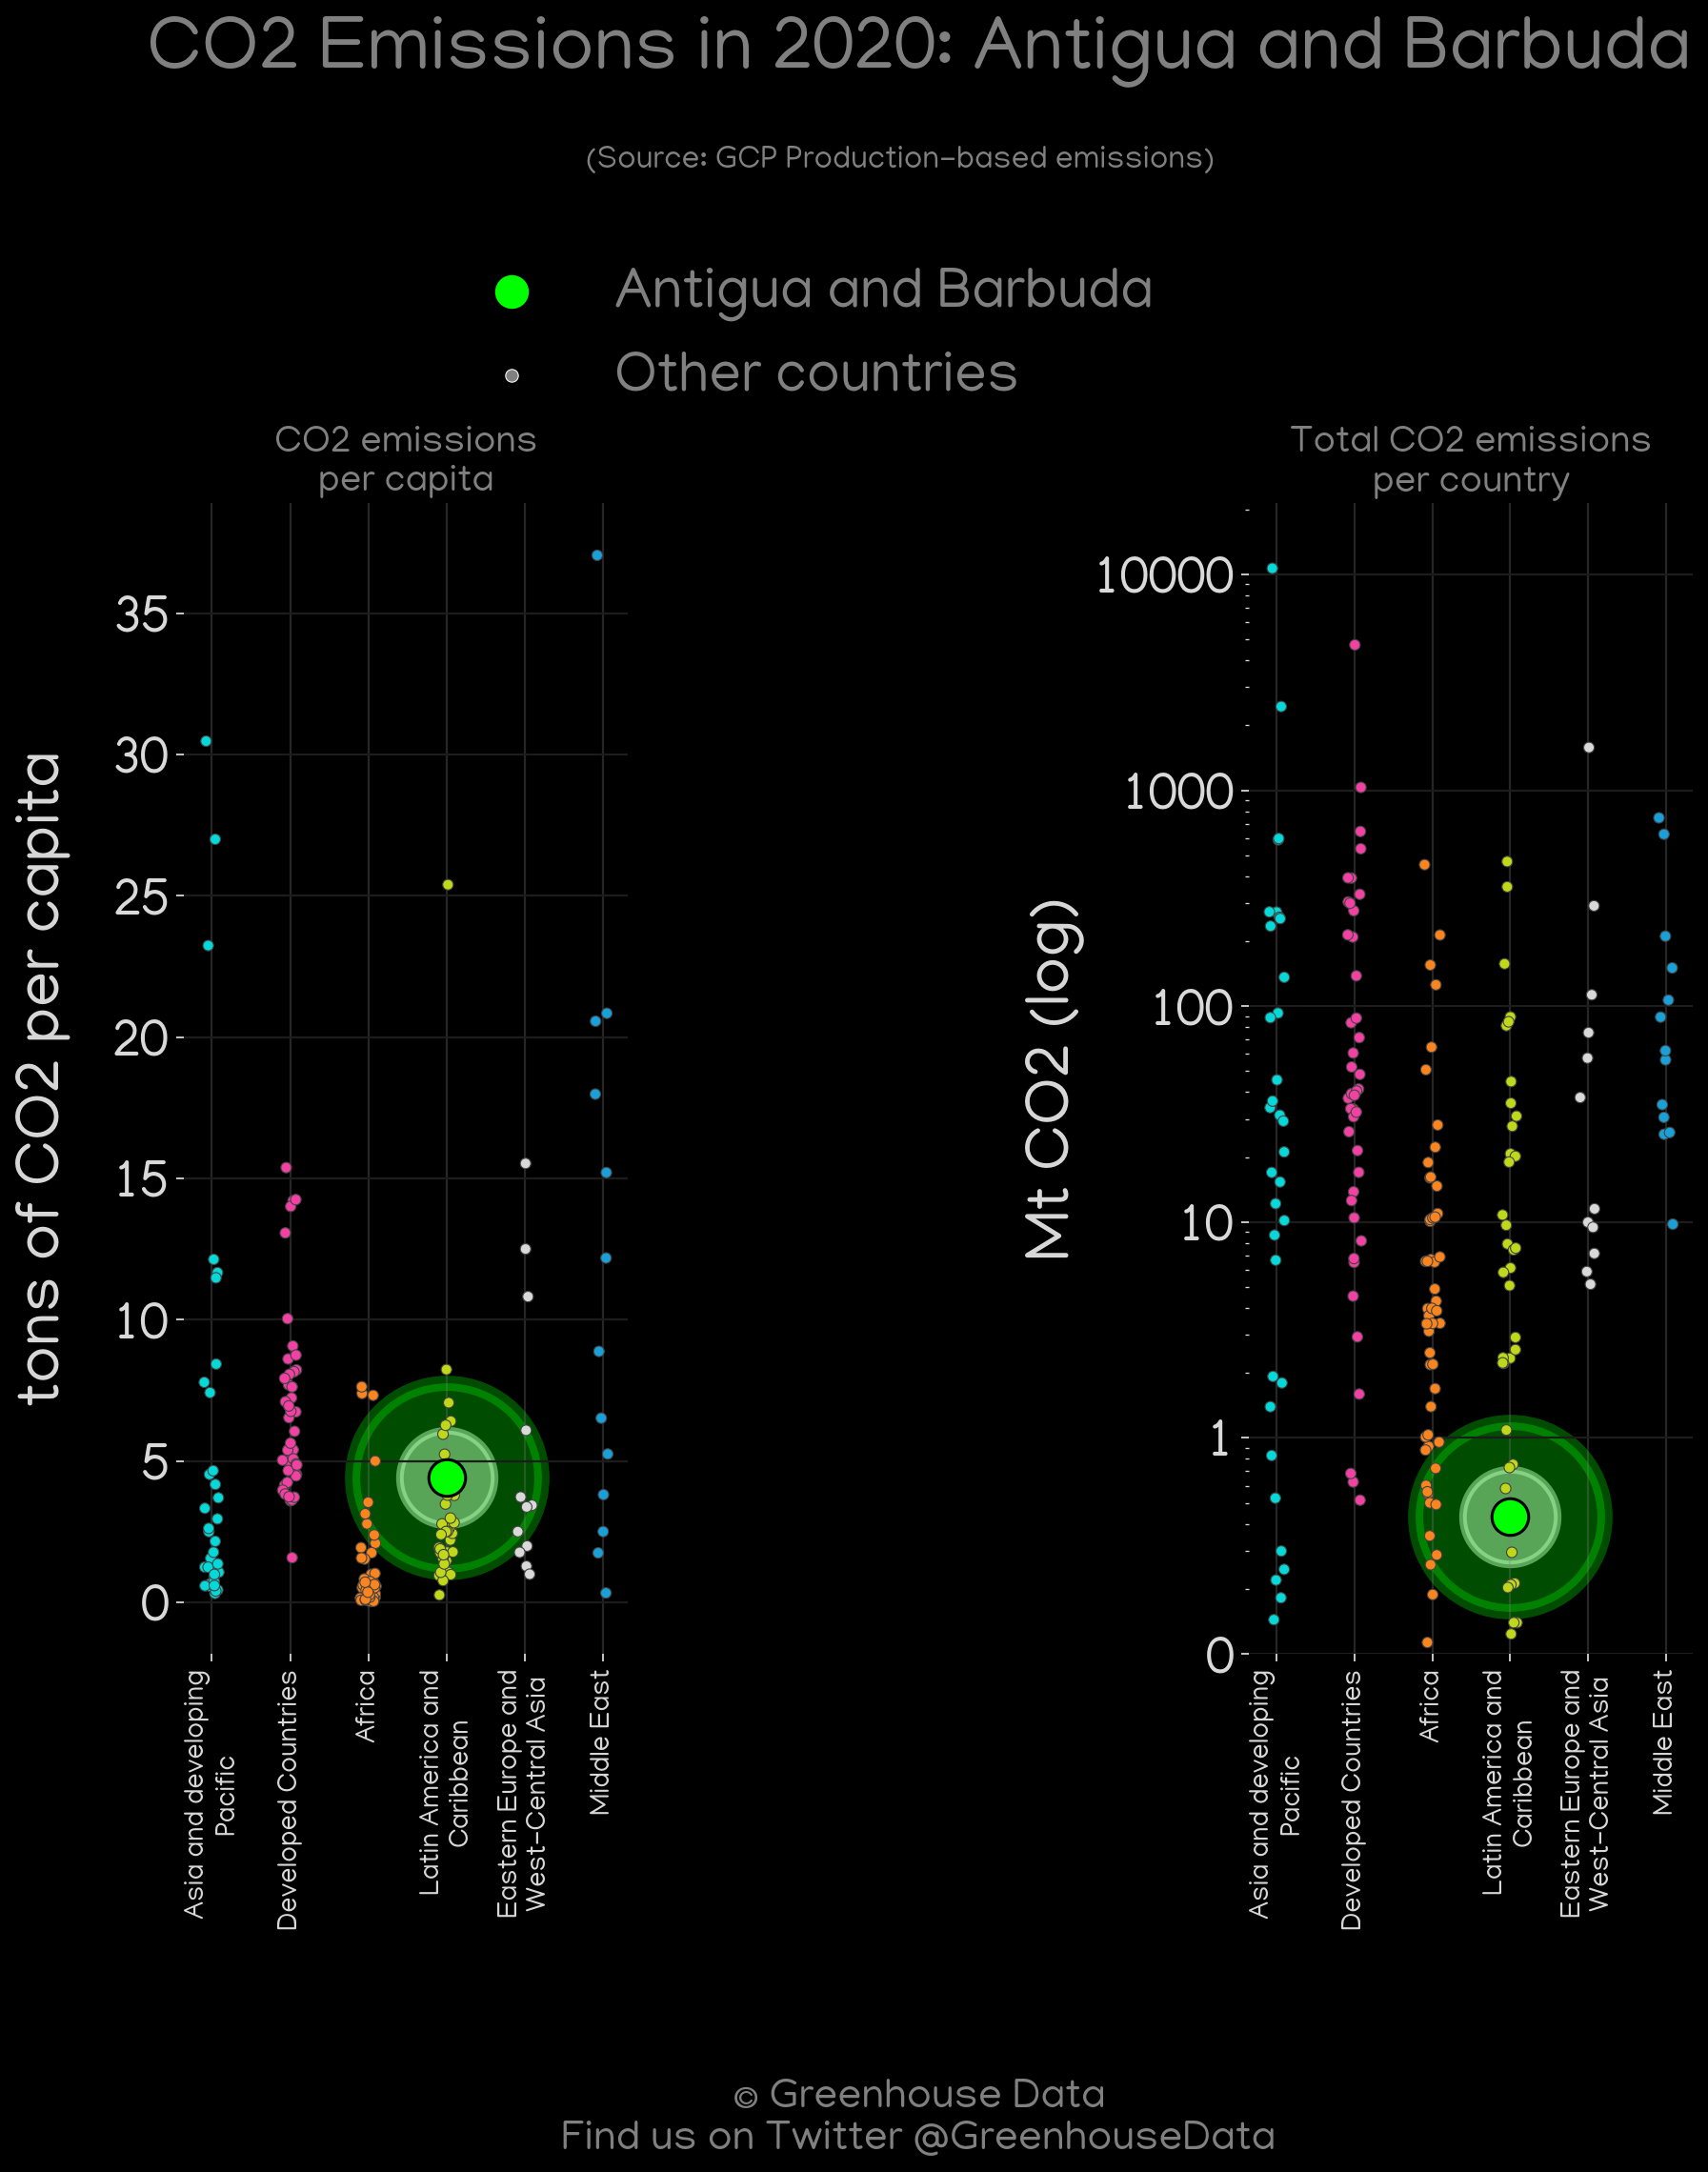 CO2 Emissions in 2020: Antigua and Barbuda
(Source: GCP Production-based emissions)
Antigua and Barbuda
Other countries
CO2 emissions
per capita
tons of CO2 per capita
35
30
25
20
15
10
5
0
Asia and developing
Pacific
Developed Countries
Africa
Latin America and
Caribbean
Eastern Europe and
West-Central Asia
Middle East
Total CO2 emissions
per country
Mt CO2 (log)
10000
1000
100
10
1
0
Asia and developing
Pacific
Developed Countries
Africa
Latin America and
Caribbean
Eastern Europe and
West-Central Asia
Middle East
© Greenhouse Data
Find us on Twitter @GreenhouseData